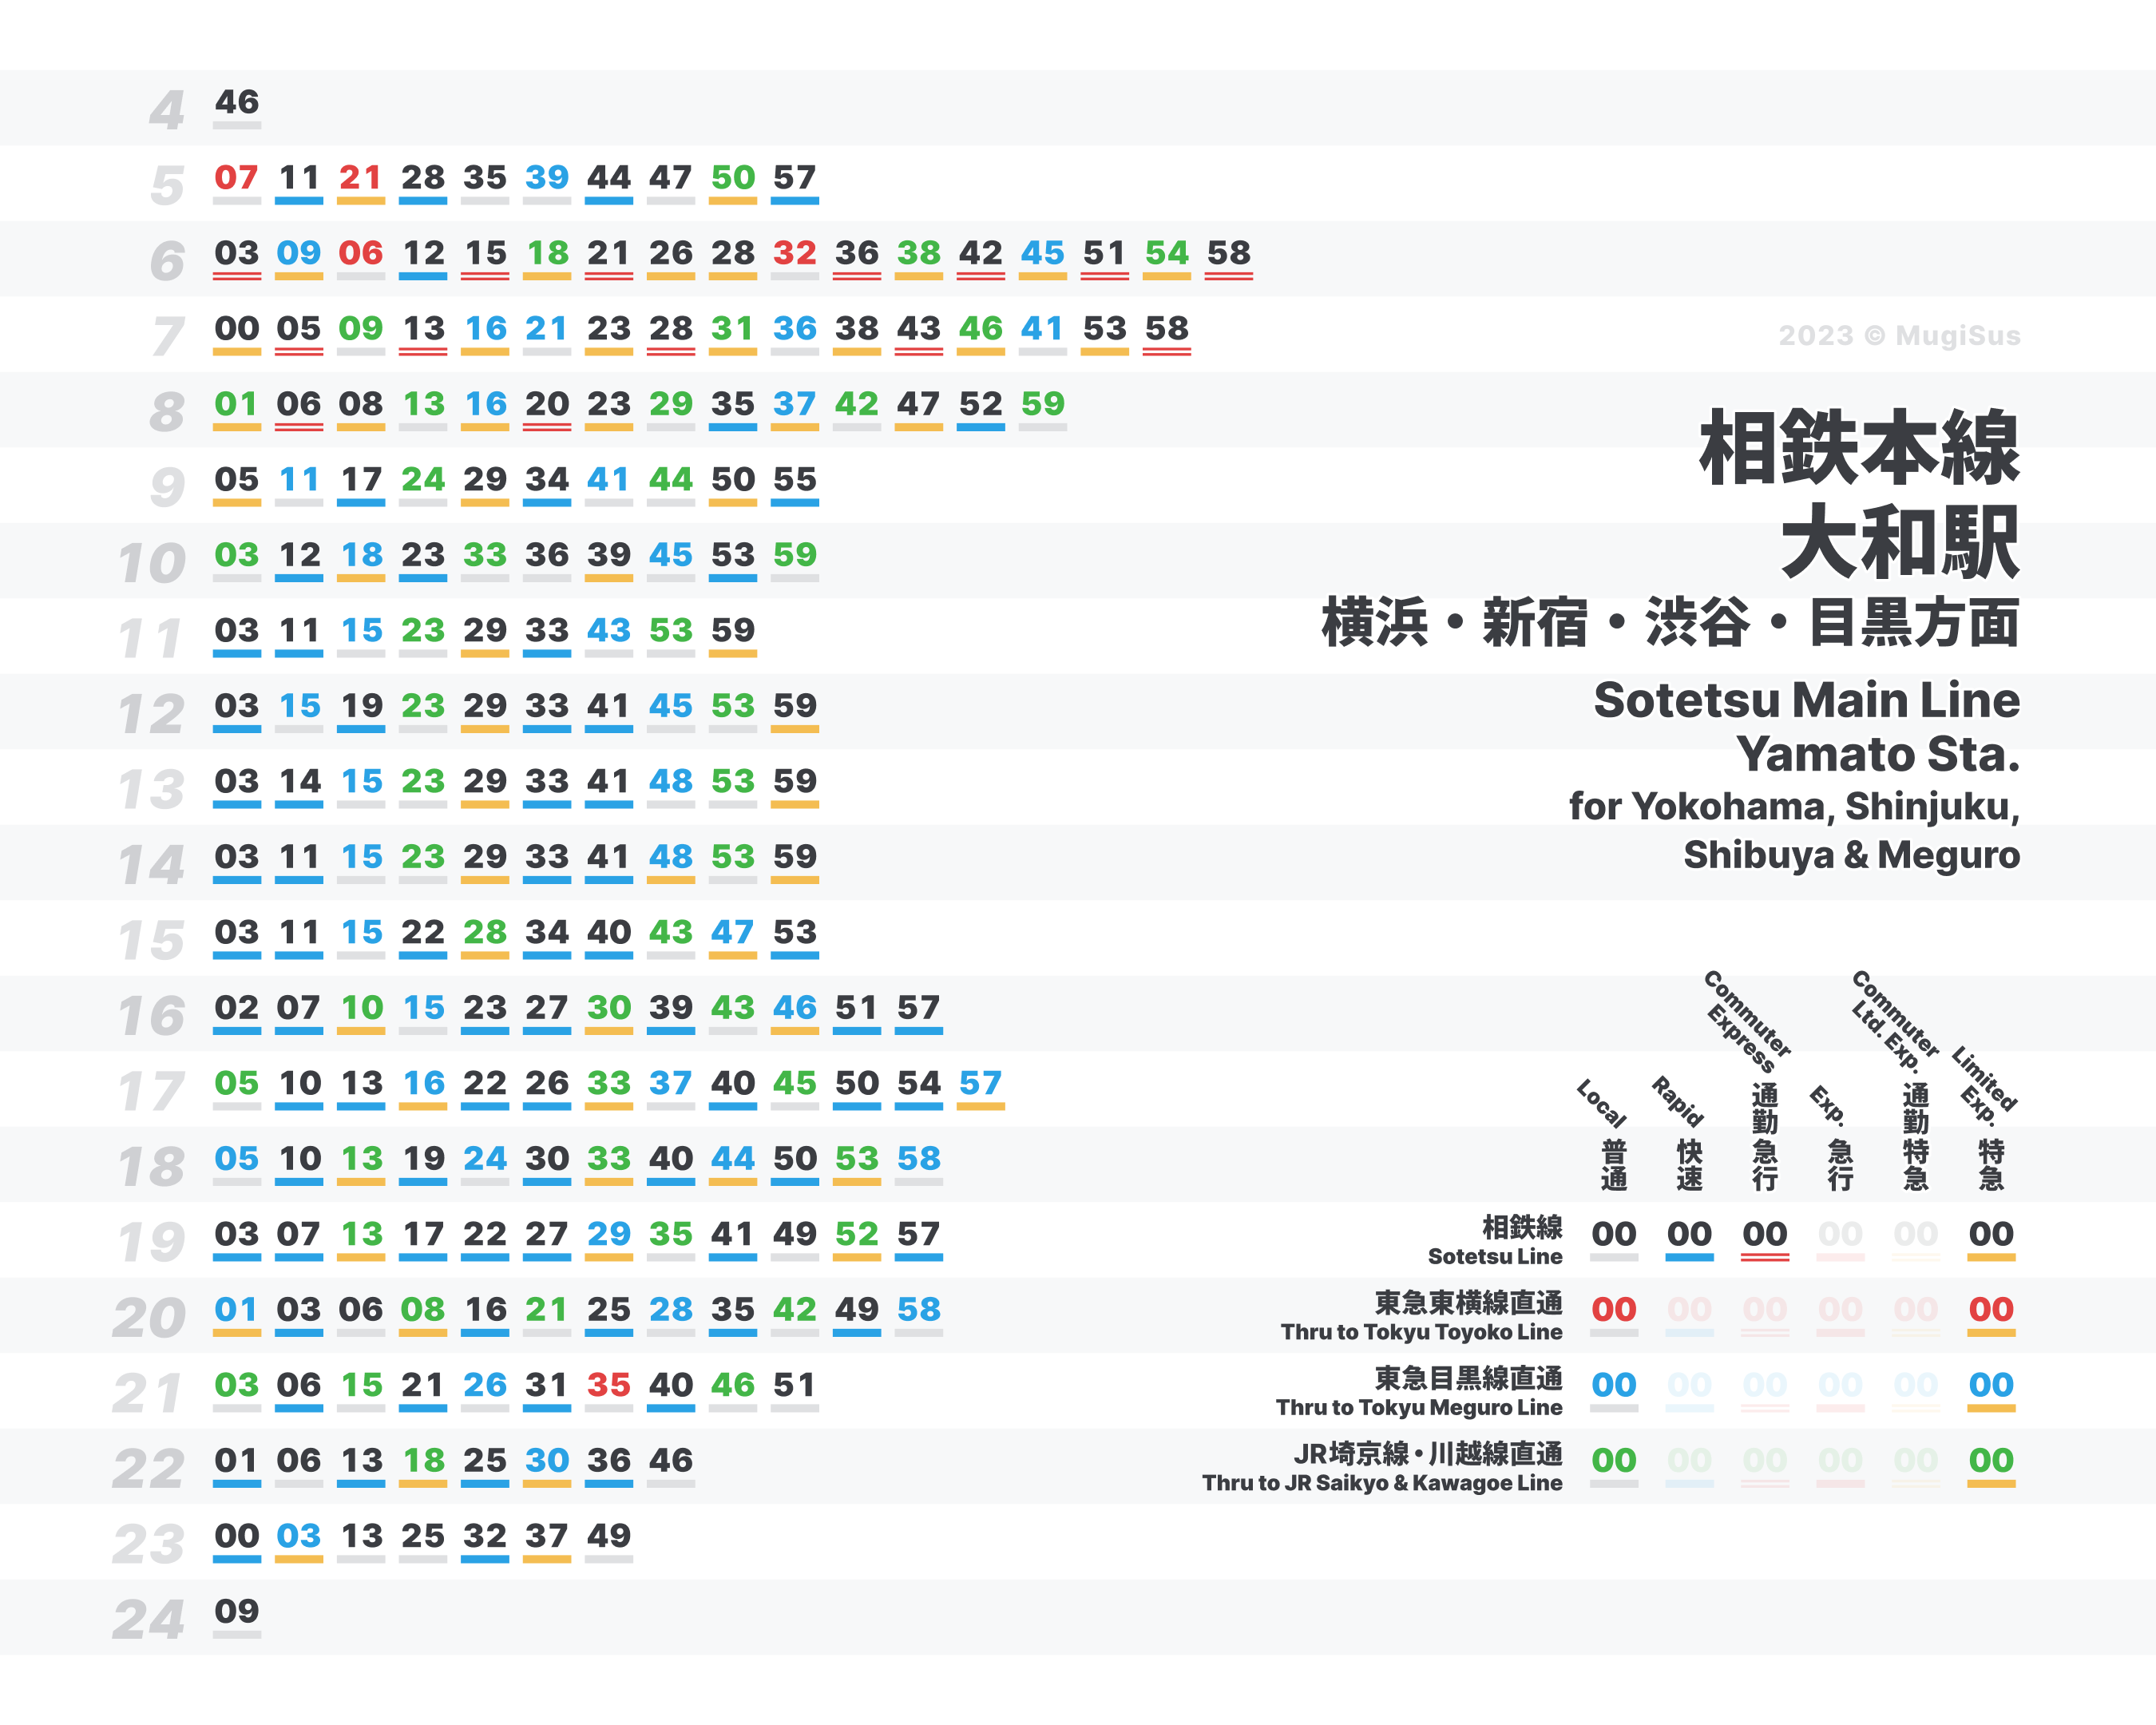 4 46
5 07 11 21 28 35 39 44 47 50 57
6 03 09 06 12 15 18 21 26 28 32 36 38 42 45 51 54 58
7 00 05 09 13 16 21 23 28 31 36 38 43 46 41 53 58
2023 © MugiSus
8 01 06 08 13 16 20 23 29 35 37 42 47 52 59
9 05 11 17 24 29 34 41 44 50 55
10 03 12 18 23 33 36 39 45 53 59
11 03 11 15 23 29 33 43 53 59
12 03 15 19 23 29 33 41 45 53 59
13 03 14 15 23 29 33 41 48 53 59
14 03 11 15 23 29 33 41 48 53 59
15 03 11 15 22 28 34 40 43 47 53
16 02 07 10 15 23 27 30 39 43 46 51 57
17 05 10 13 16 22 26 33 37 40 45 50 54 57
18 05 10 13 19 24 30 33 40 44 50 53 58
19 03 07 13 17 22 27 29 35 41 49 52 57
20 01 03 06 08 16 21 25 28 35 42 49 58
21 03 06 15 21 26 31 35 40 46 51
22 01 06 13 18 25 30 36 46
23 00 03 13 25 32 37 49
24 09
相鉄本線
大和駅
横浜・新宿・渋谷・目黒方面
Sotetsu Main Line
Yamato Sta.
for Yokohama, Shinjuku,
Shibuya & Meguro
Local
普通
Rapid
快速
Commuter
Express
通勤急行
Exp.
急行
Commuter
Ltd. Exp.
通勤特急
Limited
Exp.
特急
相鉄線
Sotetsu Line
00 00 00 00 00 00
東急東横線直通
Thru to Tokyu Toyoko Line
00 00 00 00 00 00
東急目黒線直通
Thru to Tokyu Meguro Line
00 00 00 00 00 00
JR埼京線・川越線直通
Thru to JR Saikyo & Kawagoe Line
00 00 00 00 00 00